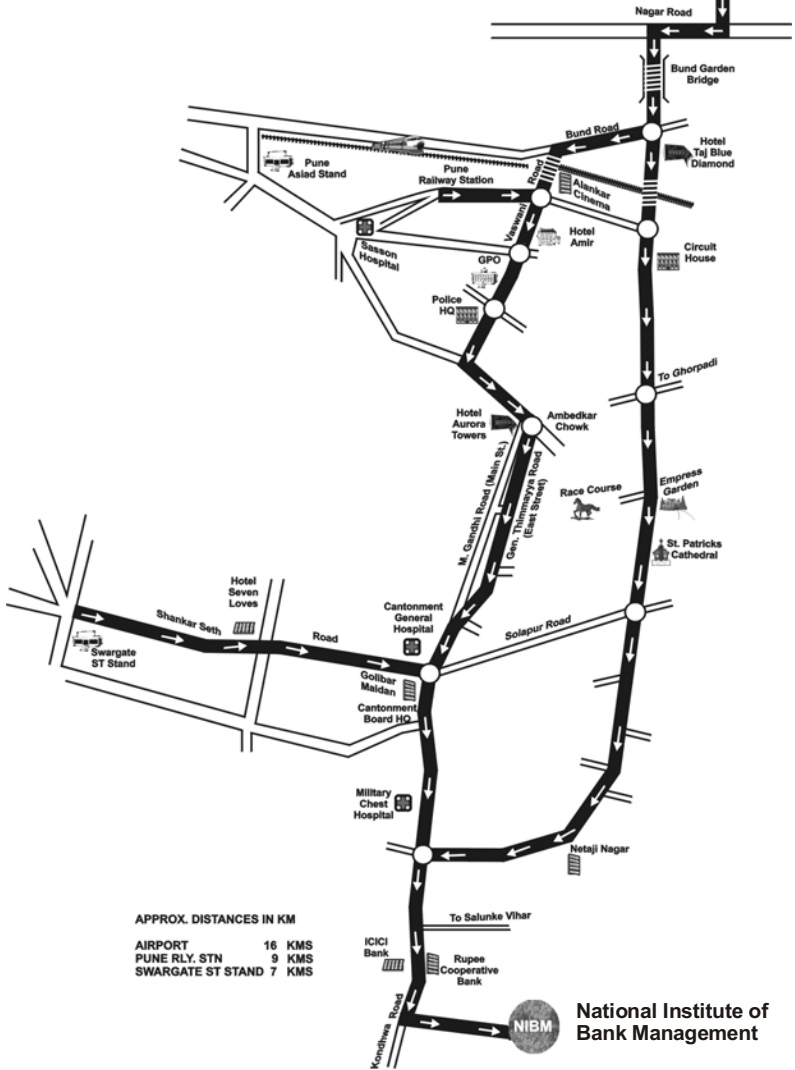 Nagar Road
Bund Garden
Bridge
Bund Road
Hotel
Taj Blue
Diamond
Pune
Asiad Stand
Pune
Railway Station
Road
Alankar
Cinema
Vaswani
Sasson
Hospital
Hotel
Amir
GPO
Circuit
House
Police
HQ
To Ghorpadi
Hotel
Aurora
Towers
Ambedkar
Chowk
M. Gandhi Road (Main St.)
Gen. Thimmayya Road
(East Street)
Race Course
Empress
Garden
St. Patricks
Cathedral
Hotel
Seven
Loves
Cantonment
General
Hospital
Shankar Seth
Road
Solapur Road
Swargate
ST Stand
Golibar
Maidan
Cantonment
Board HQ
Military
Chest
Hospital
Netaji Nagar
To Salunke Vihar
APPROX. DISTANCES IN KM
AIRPORT 16 KMS
PUNE RLY. STN 9 KMS
SWARGATE ST STAND 7 KMS
ICICI
Bank
Rupee
Cooperative
Bank
Kondhwa Road
NIBM
National Institute of
Bank Management